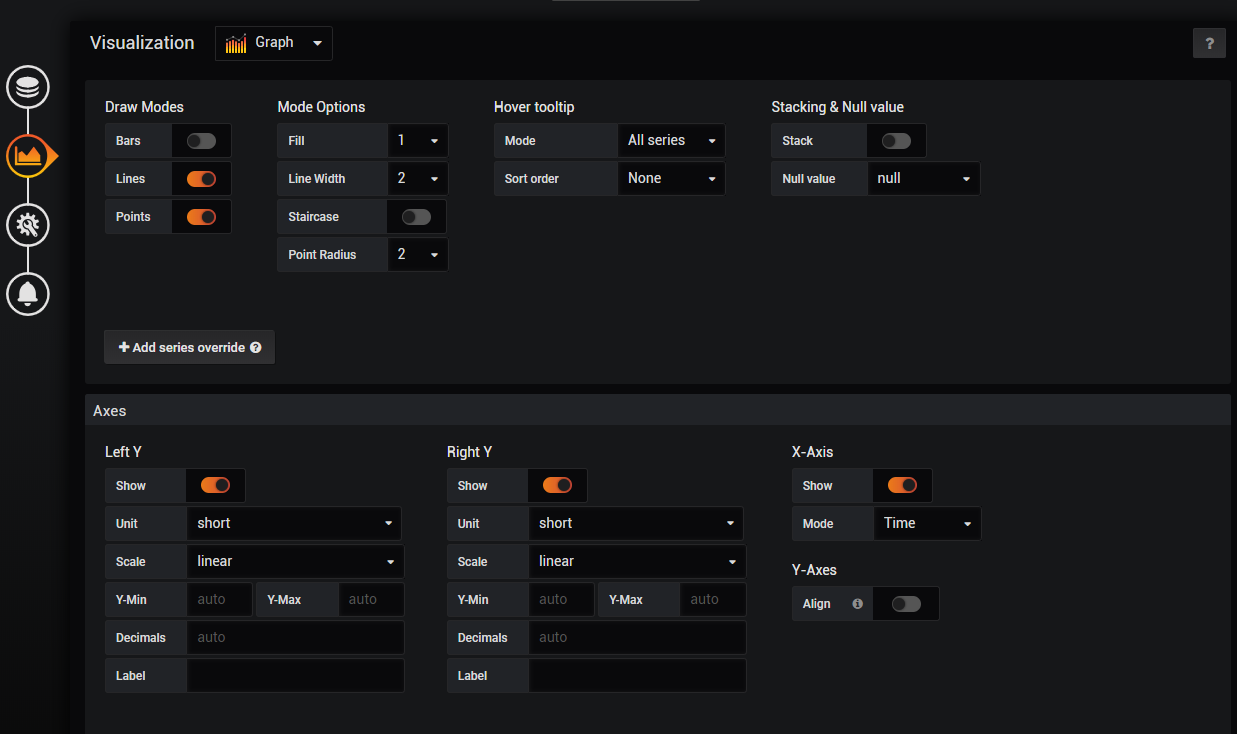 Visualization Graph ?
Draw Modes Mode Options Hover tooltip Stacking & Null value
Bars Fill 1 Mode All series Stack
Lines Line Width 2 Sort order None Null value null
Points Staircase
Point Radius 2
+ Add series override ?
Axes
Left Y Right Y X-Axis
Show Show Show
Unit short Unit short Mode Time
Scale linear Scale linear
Y-Axes
Y-Min auto Y-Max auto Y-Min auto Y-Max auto Align i
Decimals auto Decimals auto
Label Label